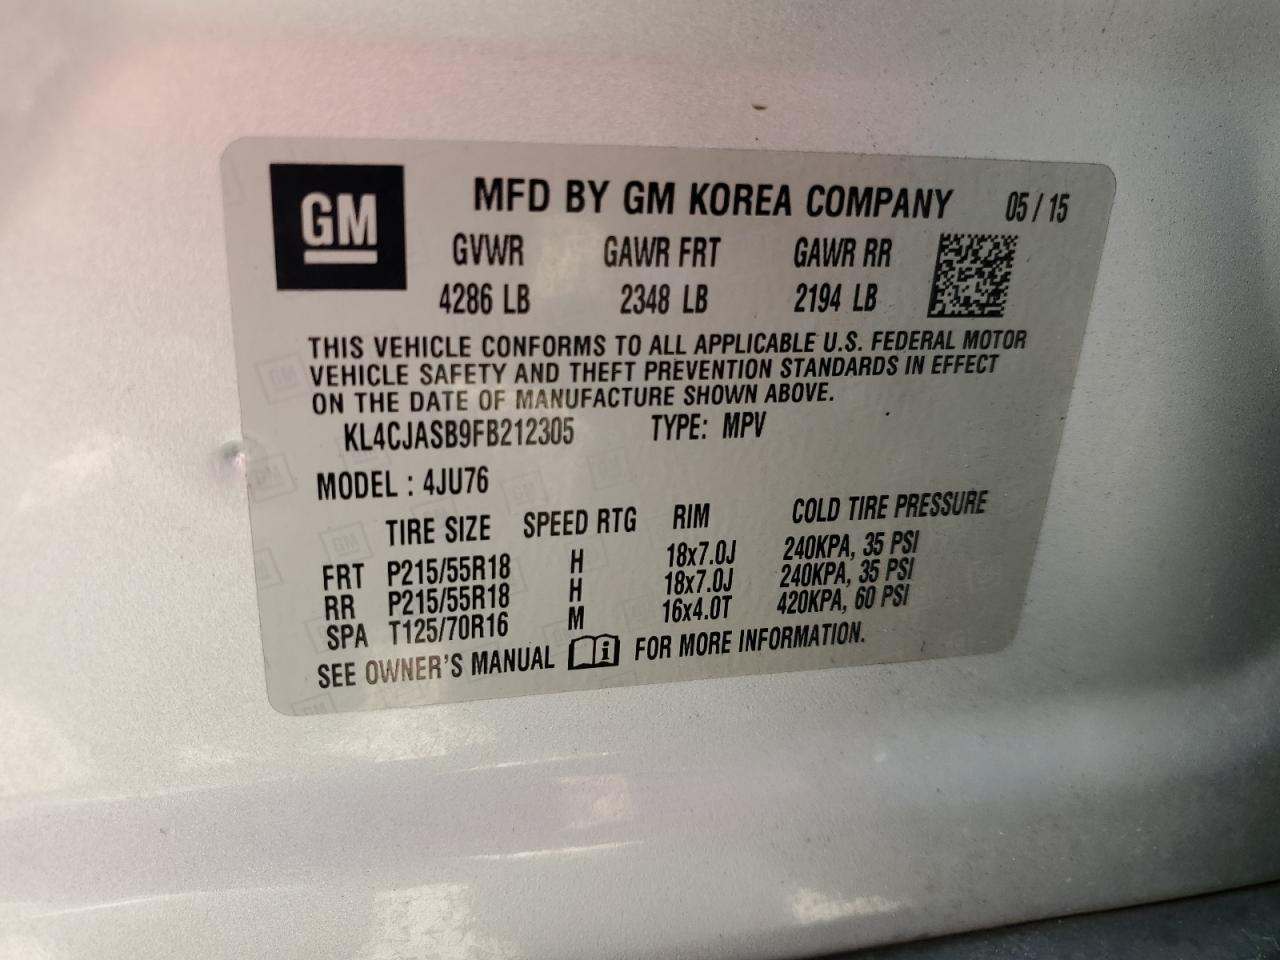 GM
MFD BY GM KOREA COMPANY 05/15
GVWR GAWR FRT GAWR RR
4286 LB 2348 LB 2194 LB
THIS VEHICLE CONFORMS TO ALL APPLICABLE U.S. FEDERAL MOTOR
VEHICLE SAFETY AND THEFT PREVENTION STANDARDS IN EFFECT
ON THE DATE OF MANUFACTURE SHOWN ABOVE.
KL4CJASB9FB212305 TYPE: MPV
MODEL : 4JU76
TIRE SIZE SPEED RTG RIM COLD TIRE PRESSURE
FRT P215/55R18 H 18x7.0J 240KPA, 35 PSI
RR P215/55R18 H 18x7.0J 240KPA, 35 PSI
SPA T125/70R16 M 16x4.0T 420KPA, 60 PSI
SEE OWNER'S MANUAL i FOR MORE INFORMATION.